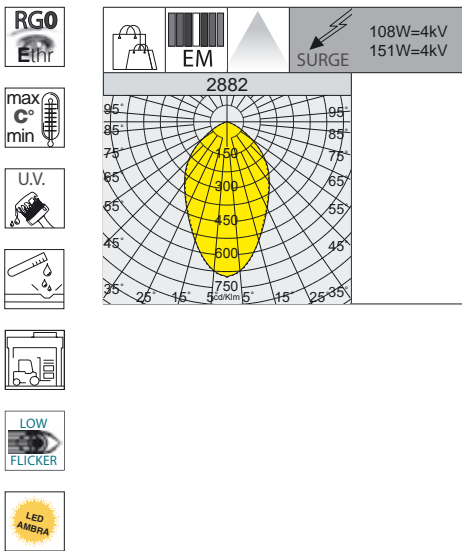 RG0
Ethr
max
C°
min
U.V.
LOW
FLICKER
LED
AMBRA
EM
SURGE
108W=4kV
151W=4kV
2882
95° 95°
85° 85°
75° 75°
150
65° 65°
300
55° 55°
450
45° 45°
600
35° 35°
750
25° 15° 5° cd/Klm 5° 15° 25°